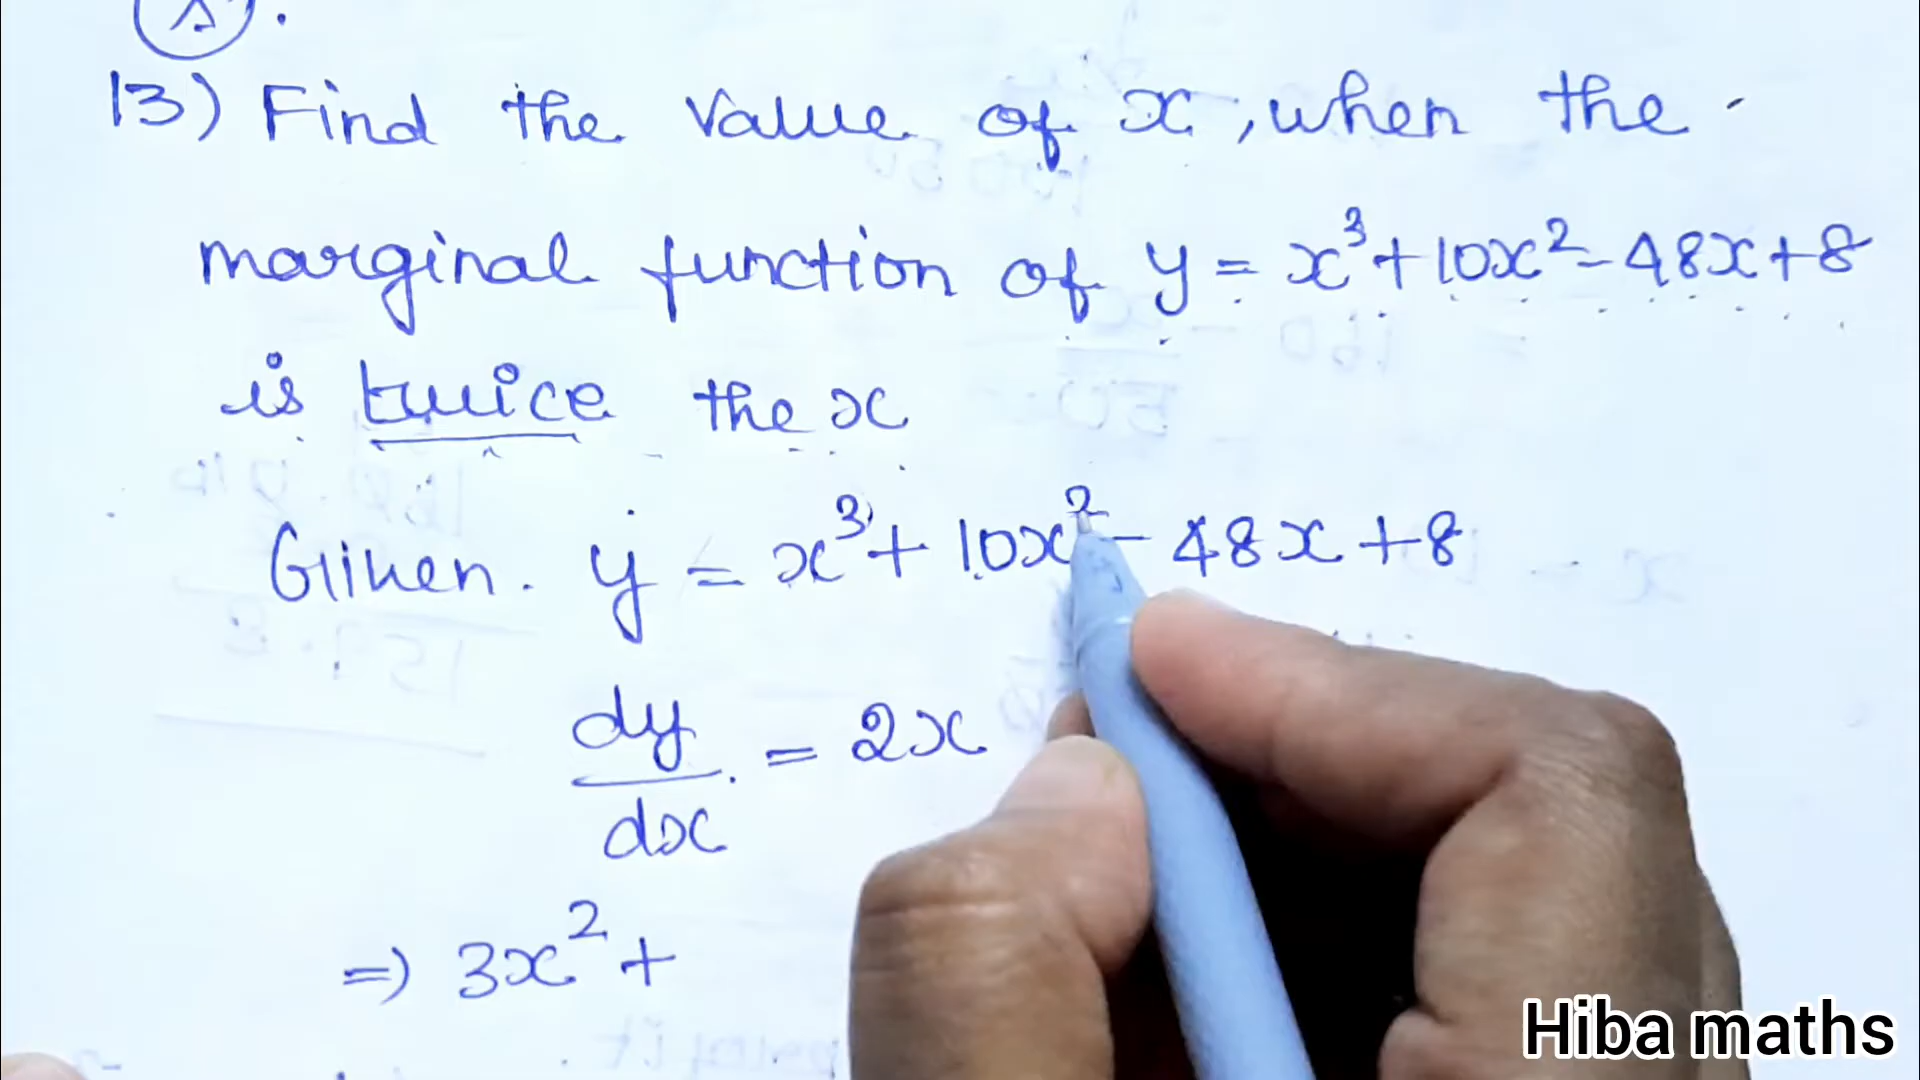 13) Find the value of x, when the
marginal function of y = x³ + 10x² - 48x + 8
is twice the x
Given. y = x³ + 10x² - 48x + 8
dy/dx = 2x
⇒ 3x² +
Hiba maths